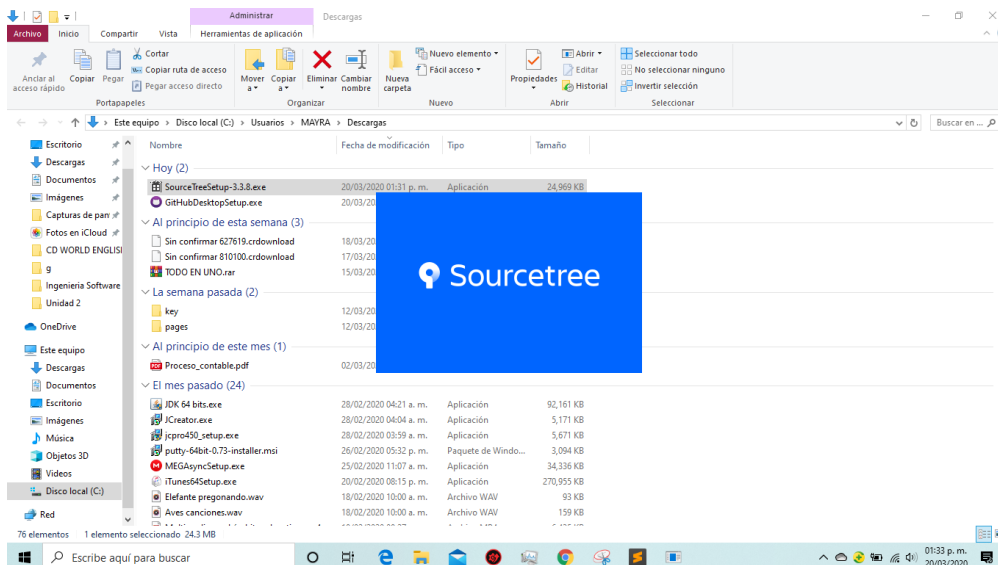 Administrar
Descargas
Archivo Inicio Compartir Vista Herramientas de aplicación
Anclar al acceso rápido
Copiar
Pegar
Cortar
Copiar ruta de acceso
Pegar acceso directo
Portapapeles
Mover a
Copiar a
Eliminar
Cambiar nombre
Organizar
Nueva carpeta
Nuevo elemento
Fácil acceso
Nuevo
Propiedades
Abrir
Editar
Historial
Abrir
Seleccionar todo
No seleccionar ninguno
Invertir selección
Seleccionar
Este equipo > Disco local (C:) > Usuarios > MAYRA > Descargas
Buscar en ...
Escritorio
Descargas
Documentos
Imágenes
Capturas de pan
Fotos en iCloud
CD WORLD ENGLIS
g
Ingenieria Software
Unidad 2
OneDrive
Este equipo
Descargas
Documentos
Escritorio
Imágenes
Música
Objetos 3D
Videos
Disco local (C:)
Red
Nombre Fecha de modificación Tipo Tamaño
Hoy (2)
SourceTreeSetup-3.3.8.exe 20/03/2020 01:31 p. m. Aplicación 24,969 KB
GitHubDesktopSetup.exe 20/03/20
Al principio de esta semana (3)
Sin confirmar 627619.crdownload 18/03/20
Sin confirmar 810100.crdownload 17/03/20
TODO EN UNO.rar 15/03/20
La semana pasada (2)
key 12/03/20
pages 12/03/20
Al principio de este mes (1)
Proceso_contable.pdf 02/03/20
El mes pasado (24)
JDK 64 bits.exe 28/02/2020 04:21 a. m. Aplicación 92,161 KB
JCreator.exe 28/02/2020 04:04 a. m. Aplicación 5,171 KB
jcpro450_setup.exe 28/02/2020 03:59 a. m. Aplicación 5,671 KB
putty-64bit-0.73-installer.msi 26/02/2020 05:32 p. m. Paquete de Windo... 3,094 KB
MEGAsyncSetup.exe 25/02/2020 11:07 a. m. Aplicación 34,336 KB
iTunes64Setup.exe 20/02/2020 08:15 p. m. Aplicación 270,955 KB
Elefante pregonando.wav 18/02/2020 10:00 a. m. Archivo WAV 93 KB
Aves canciones.wav 18/02/2020 10:00 a. m. Archivo WAV 159 KB
Sourcetree
76 elementos 1 elemento seleccionado 24.3 MB
Escribe aquí para buscar
01:33 p. m.
20/03/2020